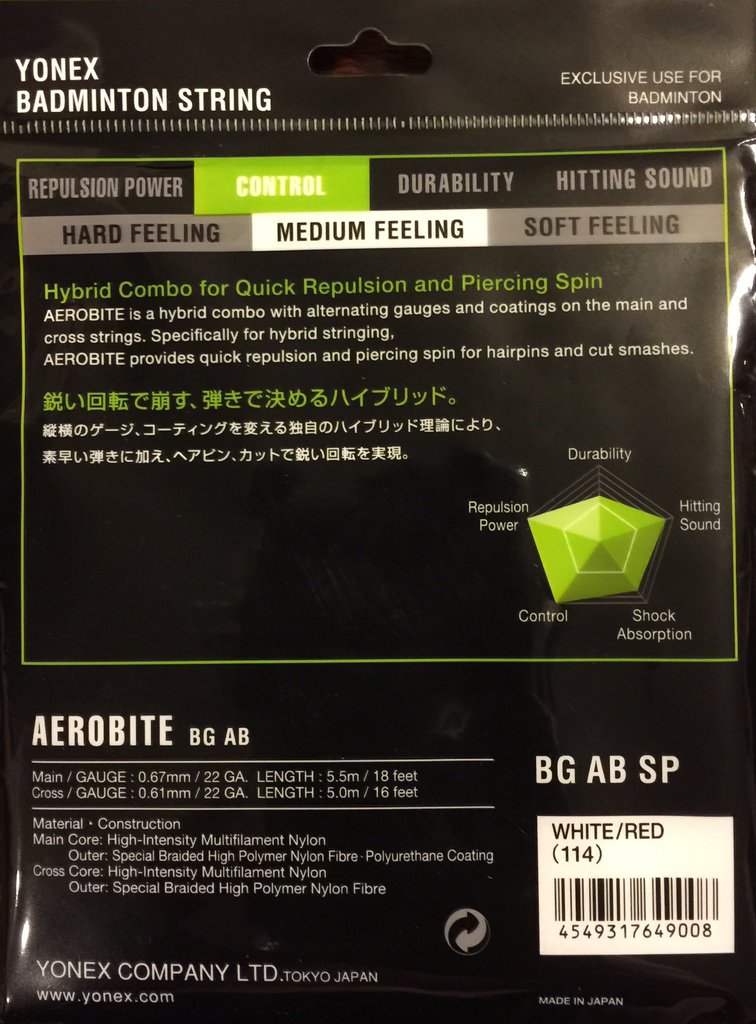 YONEX
BADMINTON STRING
EXCLUSIVE USE FOR
BADMINTON
REPULSION POWER CONTROL DURABILITY HITTING SOUND
HARD FEELING MEDIUM FEELING SOFT FEELING
Hybrid Combo for Quick Repulsion and Piercing Spin
AEROBITE is a hybrid combo with alternating gauges and coatings on the main and
cross strings. Specifically for hybrid stringing,
AEROBITE provides quick repulsion and piercing spin for hairpins and cut smashes.
鋭い回転で崩す、弾きで決めるハイブリッド。
縦横のゲージ、コーティングを変える独自のハイブリッド理論により、
素早い弾きに加え、ヘアピン、カットで鋭い回転を実現。
Durability
Repulsion
Power
Hitting
Sound
Control
Shock
Absorption
AEROBITE BG AB
Main / GAUGE : 0.67mm / 22 GA. LENGTH : 5.5m / 18 feet
Cross / GAUGE : 0.61mm / 22 GA. LENGTH : 5.0m / 16 feet
Material・Construction
Main Core: High-Intensity Multifilament Nylon
Outer: Special Braided High Polymer Nylon Fibre・Polyurethane Coating
Cross Core: High-Intensity Multifilament Nylon
Outer: Special Braided High Polymer Nylon Fibre
BG AB SP
WHITE/RED
(114)
4549317649008
YONEX COMPANY LTD.TOKYO JAPAN
www.yonex.com
MADE IN JAPAN